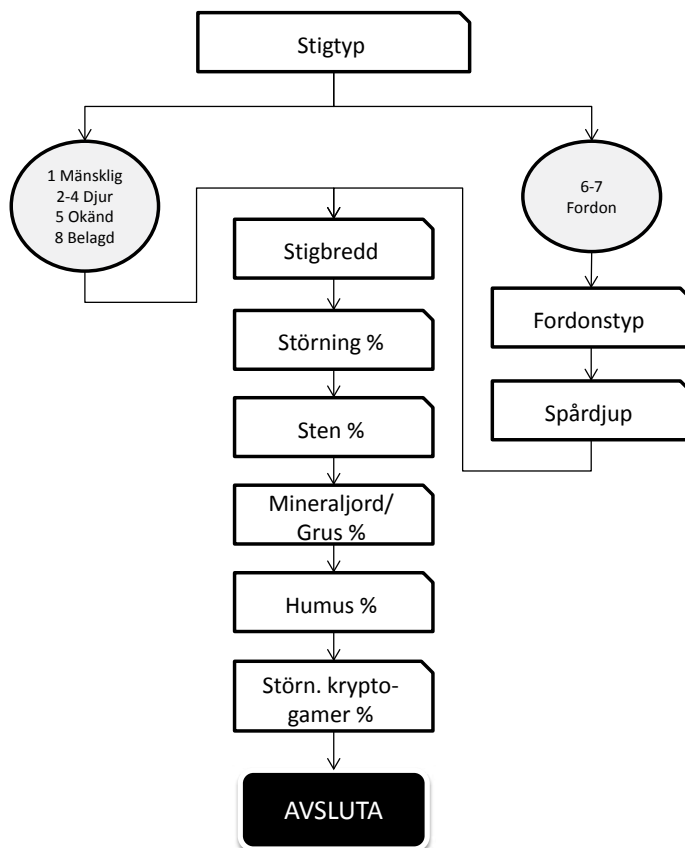 Stigtyp
1 Mänsklig
2-4 Djur
5 Okänd
8 Belagd
6-7
Fordon
Stigbredd
Fordonstyp
Störning %
Spårdjup
Sten %
Mineraljord/
Grus %
Humus %
Störn. krypto-
gamer %
AVSLUTA